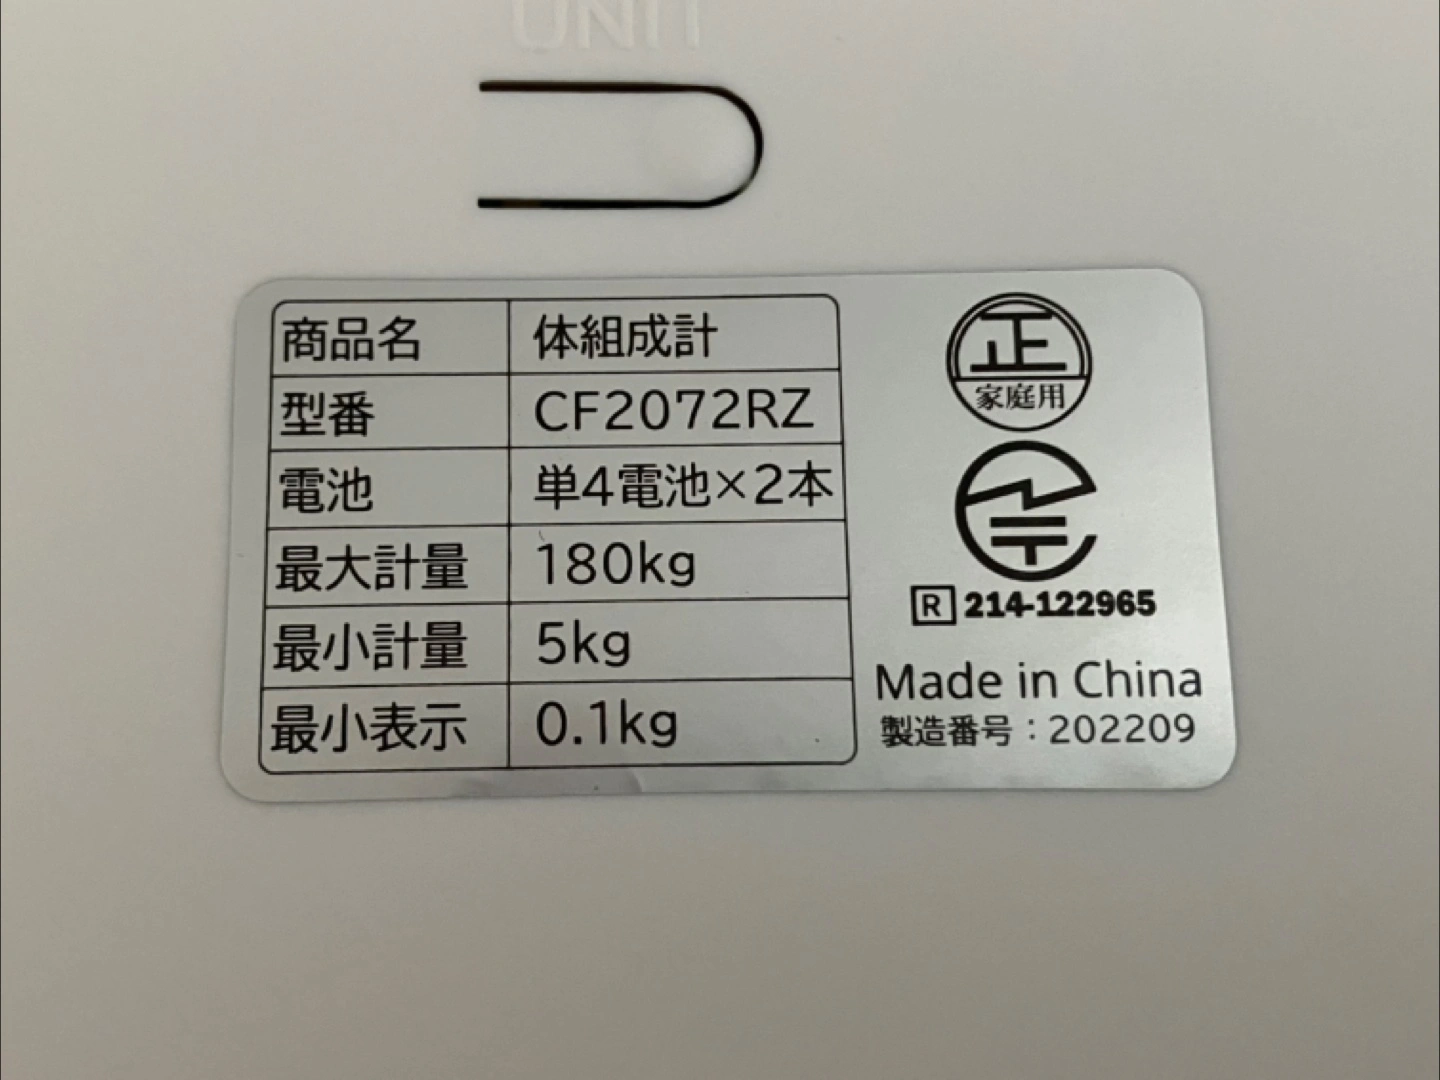 UNIT
商品名 体組成計
型番 CF2072RZ
電池 単4電池×2本
最大計量 180kg
最小計量 5kg
最小表示 0.1kg
正
家庭用
R 214-122965
Made in China
製造番号：202209